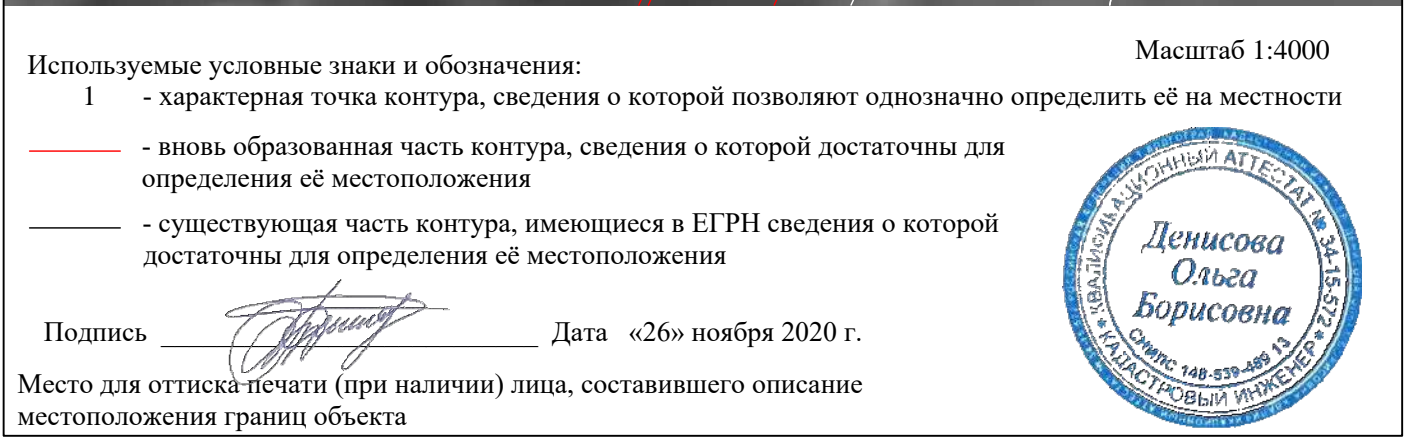 Масштаб 1:4000
Используемые условные знаки и обозначения:
1 - характерная точка контура, сведения о которой позволяют однозначно определить её на местности
- вновь образованная часть контура, сведения о которой достаточны для
определения её местоположения
- существующая часть контура, имеющиеся в ЕГРН сведения о которой
достаточны для определения её местоположения
Подпись Дата «26» ноября 2020 г.
Место для оттиска печати (при наличии) лица, составившего описание
местоположения границ объекта
КВАЛИФИКАЦИОННЫЙ АТТЕСТАТ № 34-15-572
Денисова
Ольга
Борисовна
СНИЛС 148-539-489 13
* КАДАСТРОВЫЙ ИНЖЕНЕР *